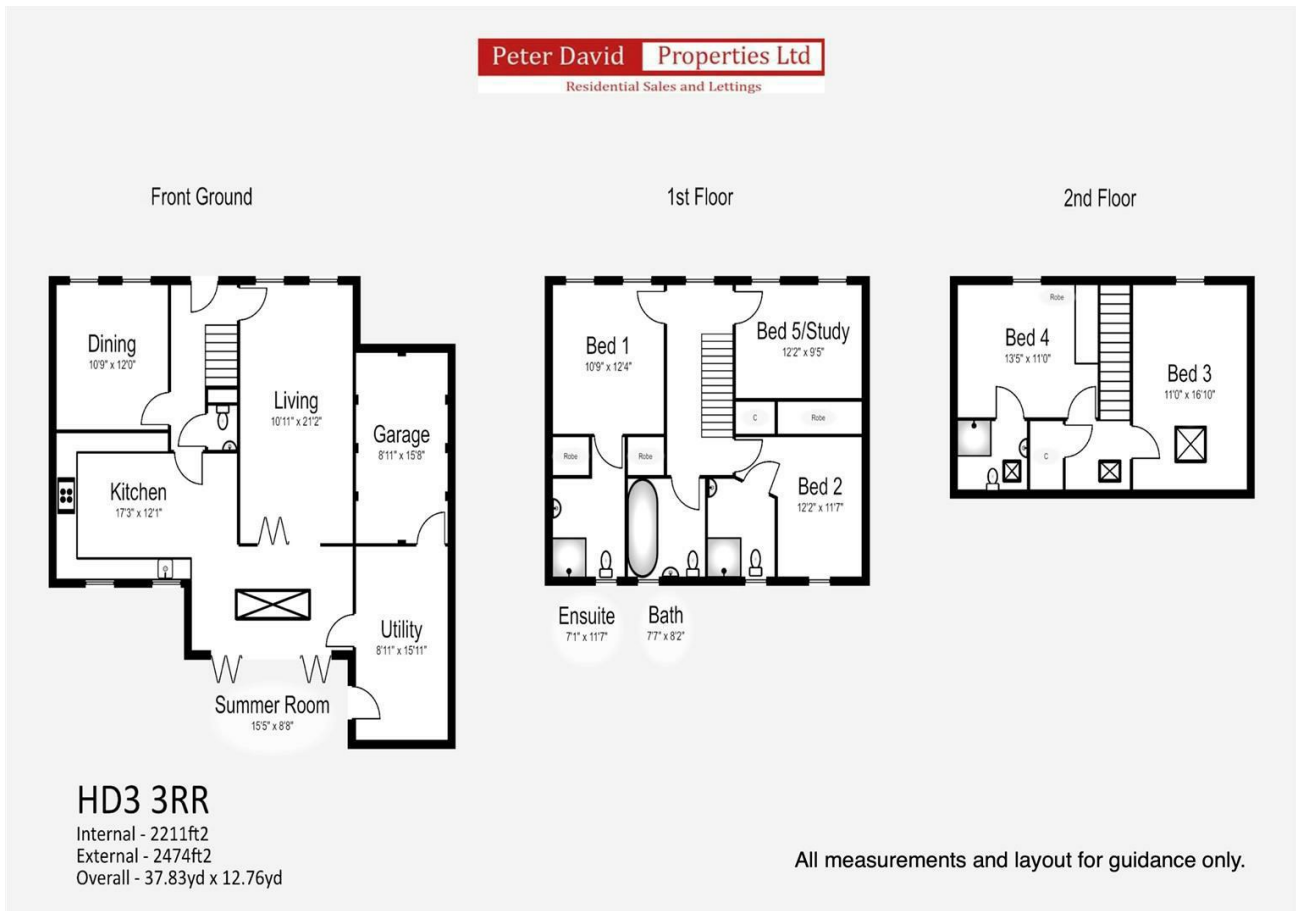 Peter David Properties Ltd
Residential Sales and Lettings
Front Ground
1st Floor
2nd Floor
Dining
10'9" x 12'0"
Living
10'11" x 21'2"
Garage
8'11" x 15'8"
Kitchen
17'3" x 12'1"
Utility
8'11" x 15'11"
Summer Room
15'5" x 8'8"
Bed 1
10'9" x 12'4"
Bed 5/Study
12'2" x 9'5"
C
Robe
Robe
Robe
Bed 2
12'2" x 11'7"
Ensuite
7'1" x 11'7"
Bath
7'7" x 8'2"
Robe
Bed 4
13'5" x 11'0"
Bed 3
11'0" x 16'10"
C
HD3 3RR
Internal - 2211ft2
External - 2474ft2
Overall - 37.83yd x 12.76yd
All measurements and layout for guidance only.